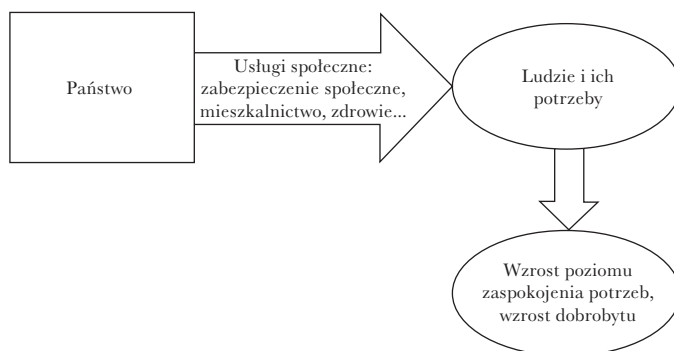 Państwo
Usługi społeczne:
zabezpieczenie społeczne,
mieszkalnictwo, zdrowie...
Ludzie i ich
potrzeby
Wzrost poziomu
zaspokojenia potrzeb,
wzrost dobrobytu